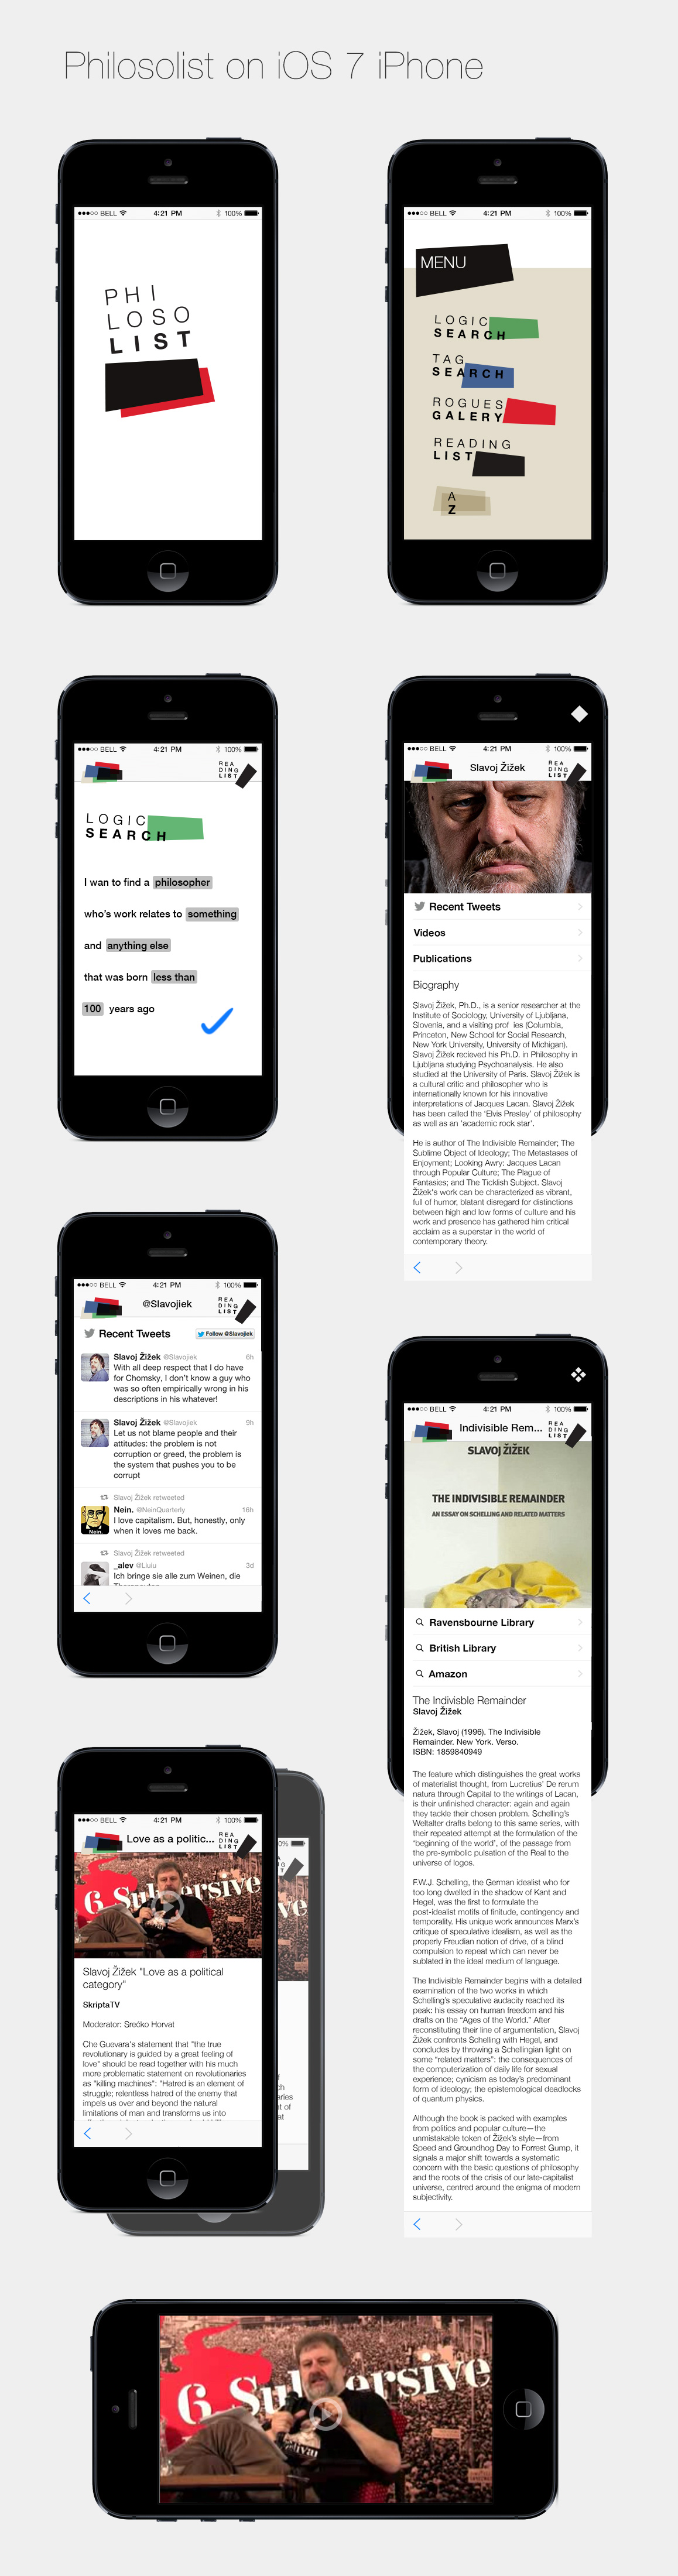 Philosolist on iOS 7 iPhone
BELL 4:21 PM 100%
PHI
LOSO
LIST
BELL 4:21 PM 100%
MENU
LOGIC
SEARCH
TAG
SEARCH
ROGUES
GALERY
READING
LIST
A
Z
BELL 4:21 PM 100%
REA
DING
LIST
LOGIC
SEARCH
I wan to find a philosopher
who's work relates to something
and anything else
that was born less than
100 years ago
BELL 4:21 PM 100%
Slavoj Žižek
REA
DING
LIST
Recent Tweets
Videos
Publications
Biography
Slavoj Žižek, Ph.D., is a senior researcher at the
Institute of Sociology, University of Ljubljana,
Slovenia, and a visiting prof ies (Columbia,
Princeton, New School for Social Research,
New York University, University of Michigan).
Slavoj Žižek recieved his Ph.D. in Philosophy in
Ljubljana studying Psychoanalysis. He also
studied at the University of Paris. Slavoj Žižek is
a cultural critic and philosopher who is
internationally known for his innovative
interpretations of Jacques Lacan. Slavoj Žižek
has been called the 'Elvis Presley' of philosophy
as well as an 'academic rock star'.
He is author of The Indivisible Remainder; The
Sublime Object of Ideology; The Metastases of
Enjoyment; Looking Awry: Jacques Lacan
through Popular Culture; The Plague of
Fantasies; and The Ticklish Subject. Slavoj
Žižek's work can be characterized as vibrant,
full of humor, blatant disregard for distinctions
between high and low forms of culture and his
work and presence has gathered him critical
acclaim as a superstar in the world of
contemporary theory.
BELL 4:21 PM 100%
@Slavojiek
REA
DING
LIST
Recent Tweets
Follow @Slavojiek
Slavoj Žižek @Slavojiek 6h
With all deep respect that I do have
for Chomsky, I don't know a guy who
was so often empirically wrong in his
descriptions in his whatever!
Slavoj Žižek @Slavojiek 9h
Let us not blame people and their
attitudes: the problem is not
corruption or greed, the problem is
the system that pushes you to be
corrupt
Slavoj Žižek retweeted
Nein. @NeinQuarterly 16h
I love capitalism. But, honestly, only
when it loves me back.
Nein.
Slavoj Žižek retweeted
_alev @Liuiu 3d
Ich bringe sie alle zum Weinen, die
BELL 4:21 PM 100%
Indivisible Rem...
REA
DING
LIST
SLAVOJ ŽIŽEK
THE INDIVISIBLE REMAINDER
AN ESSAY ON SCHELLING AND RELATED MATTERS
Ravensbourne Library
British Library
Amazon
The Indivisble Remainder
Slavoj Žižek
Žižek, Slavoj (1996). The Indivisible
Remainder. New York. Verso.
ISBN: 1859840949
The feature which distinguishes the great works
of materialist thought, from Lucretius' De rerum
natura through Capital to the writings of Lacan,
is their unfinished character: again and again
they tackle their chosen problem. Schelling's
Weltalter drafts belong to this same series, with
their repeated attempt at the formulation of the
'beginning of the world', of the passage from
the pre-symbolic pulsation of the Real to the
universe of logos.
F.W.J. Schelling, the German idealist who for
too long dwelled in the shadow of Kant and
Hegel, was the first to formulate the
post-idealist motifs of finitude, contingency and
temporality. His unique work announces Marx's
critique of speculative idealism, as well as the
properly Freudian notion of drive, of a blind
compulsion to repeat which can never be
sublated in the ideal medium of language.
The Indivisible Remainder begins with a detailed
examination of the two works in which
Schelling's speculative audacity reached its
peak: his essay on human freedom and his
drafts on the "Ages of the World." After
reconstituting their line of argumentation, Slavoj
Žižek confronts Schelling with Hegel, and
concludes by throwing a Schellingian light on
some "related matters": the consequences of
the computerization of daily life for sexual
experience; cynicism as today's predominant
form of ideology; the epistemological deadlocks
of quantum physics.
Although the book is packed with examples
from politics and popular culture—the
unmistakable token of Žižek's style—from
Speed and Groundhog Day to Forrest Gump, it
signals a major shift towards a systematic
concern with the basic questions of philosophy
and the roots of the crisis of our late-capitalist
universe, centred around the enigma of modern
subjectivity.
BELL 4:21 PM 100%
Love as a politic...
REA
DING
LIST
6. Subversive
Slavoj Žižek "Love as a political
category"
SkriptaTV
Moderator: Srećko Horvat
Che Guevara's statement that "the true
revolutionary is guided by a great feeling of
love" should be read together with his much
more problematic statement on revolutionaries
as "killing machines": "Hatred is an element of
struggle; relentless hatred of the enemy that
impels us over and beyond the natural
limitations of man and transforms us into
6. Subversive